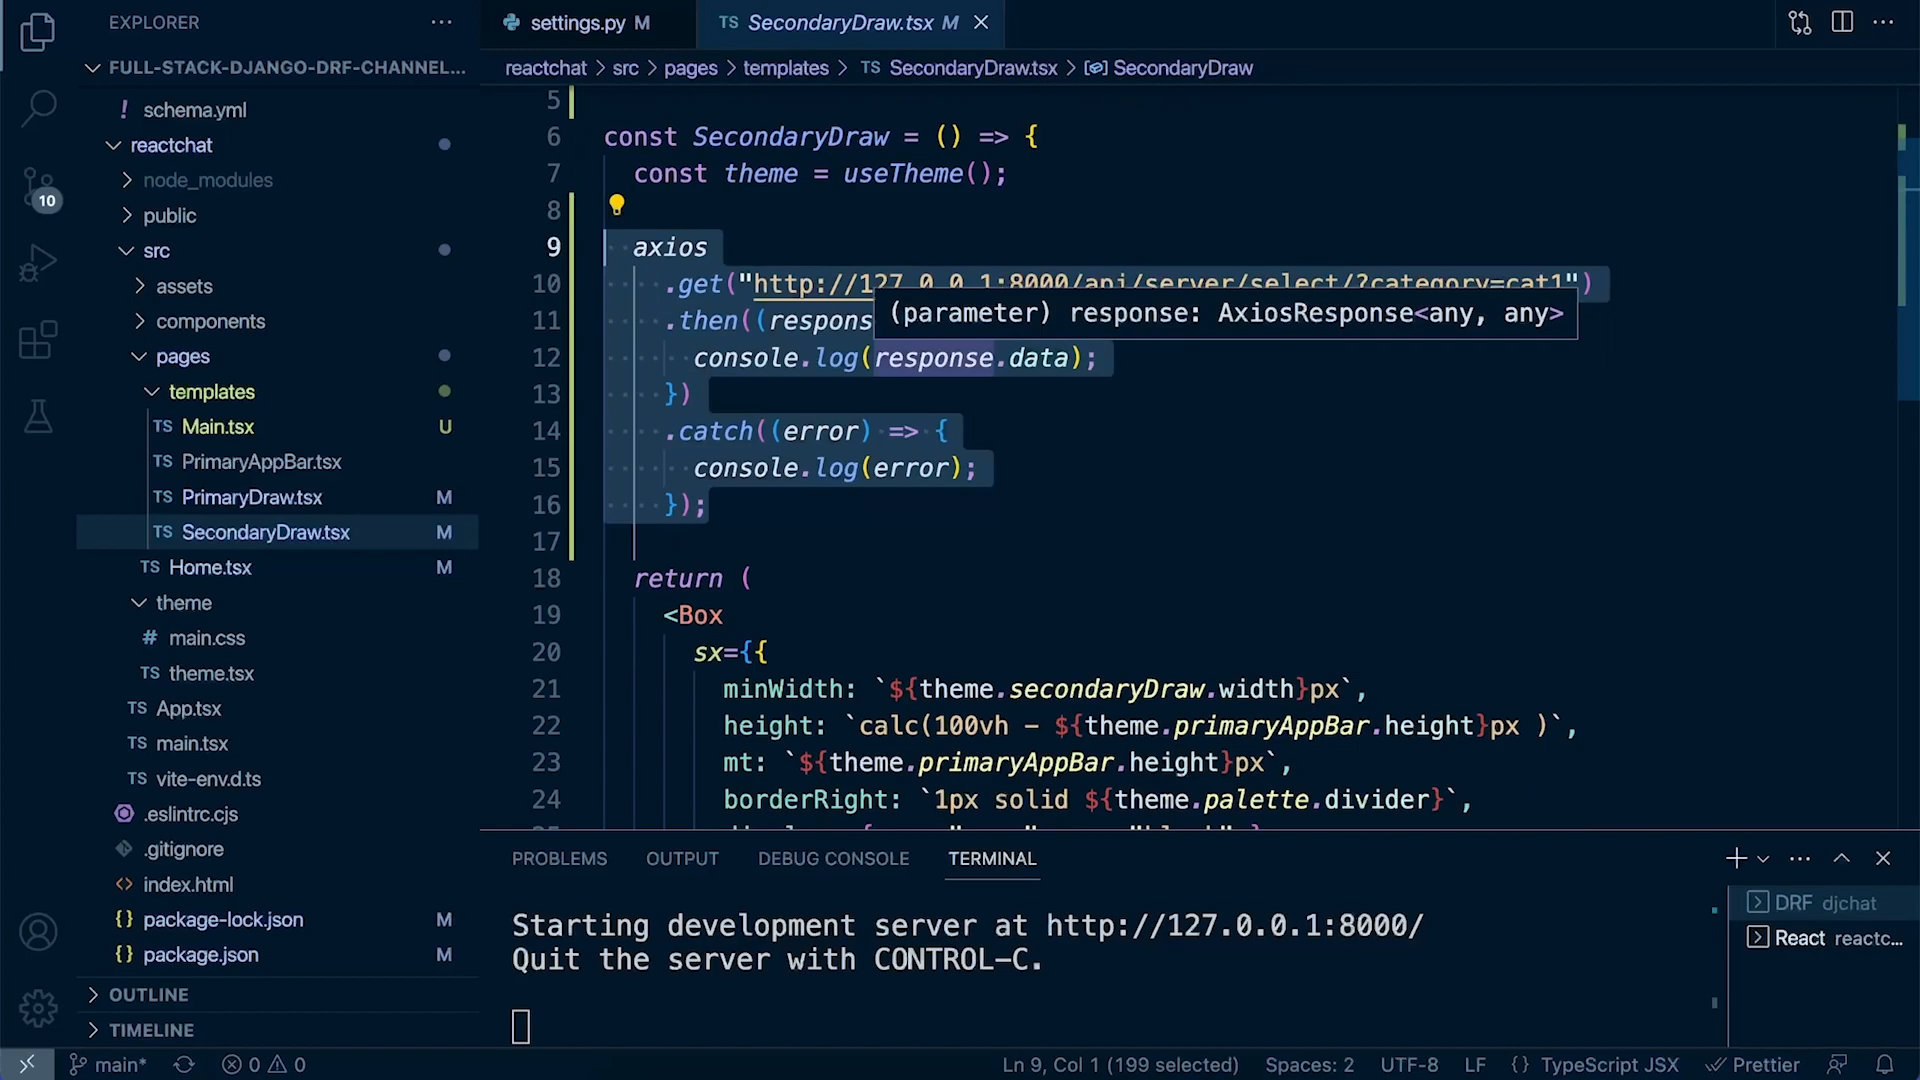 EXPLORER
settings.py M
TS SecondaryDraw.tsx M
FULL-STACK-DJANGO-DRF-CHANNEL...
reactchat > src > pages > templates > TS SecondaryDraw.tsx > SecondaryDraw
! schema.yml
reactchat
node_modules
public
10
src
assets
components
pages
templates
TS Main.tsx U
TS PrimaryAppBar.tsx
TS PrimaryDraw.tsx M
TS SecondaryDraw.tsx M
TS Home.tsx M
theme
# main.css
TS theme.tsx
TS App.tsx
TS main.tsx
TS vite-env.d.ts
.eslintrc.cjs
.gitignore
<> index.html
{} package-lock.json M
{} package.json M
OUTLINE
TIMELINE
5
6 const SecondaryDraw = () => {
7 const theme = useTheme();
8
9 axios
10 .get("http://127.0.0.1:8000/api/server/select/?category=cat1")
11 .then((respons
(parameter) response: AxiosResponse<any, any>
12 console.log(response.data);
13 })
14 .catch((error) => {
15 console.log(error);
16 });
17
18 return (
19 <Box
20 sx={{
21 minWidth: `${theme.secondaryDraw.width}px`,
22 height: `calc(100vh - ${theme.primaryAppBar.height}px )`,
23 mt: `${theme.primaryAppBar.height}px`,
24 borderRight: `1px solid ${theme.palette.divider}`,
PROBLEMS OUTPUT DEBUG CONSOLE TERMINAL
Starting development server at http://127.0.0.1:8000/
Quit the server with CONTROL-C.
DRF djchat
React reactc...
main* 0 0 Ln 9, Col 1 (199 selected) Spaces: 2 UTF-8 LF {} TypeScript JSX Prettier